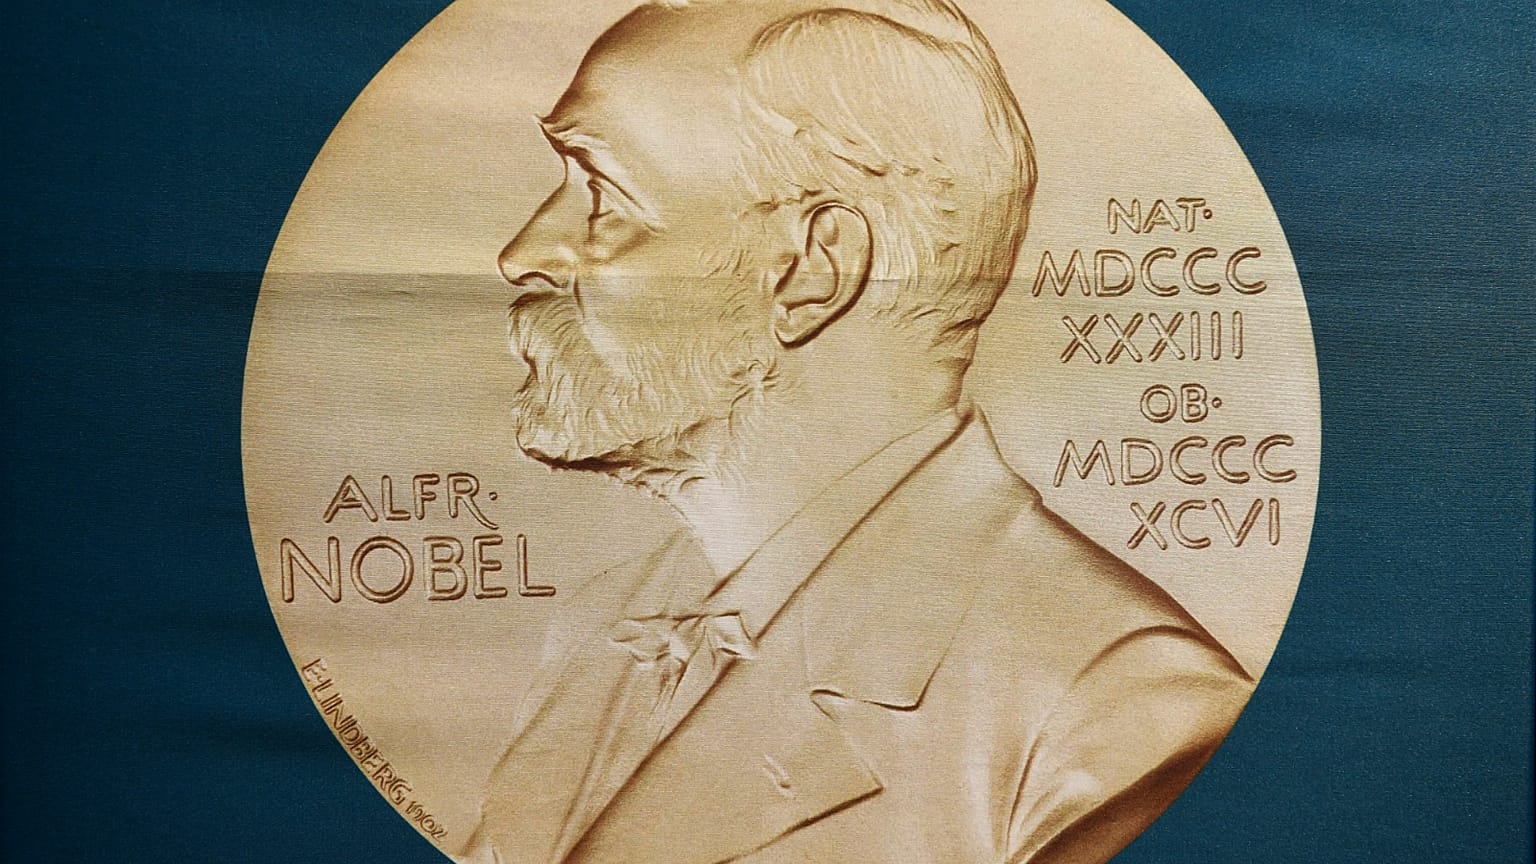 ALFR·
NOBEL
NAT·
MDCCC
XXXIII
OB·
MDCCC
XCVI
E·LINDBERG 1902